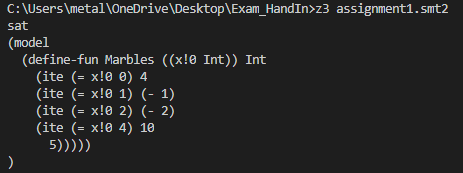 C:\Users\metal\OneDrive\Desktop\Exam_HandIn>z3 assignment1.smt2
sat
(model
  (define-fun Marbles ((x!0 Int)) Int
    (ite (= x!0 0) 4
    (ite (= x!0 1) (- 1)
    (ite (= x!0 2) (- 2)
    (ite (= x!0 4) 10
      5)))))
)